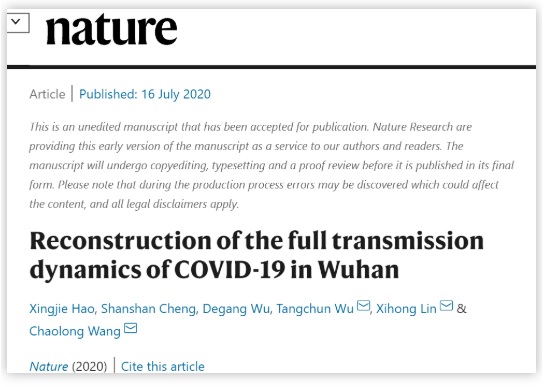 nature
Article | Published: 16 July 2020
This is an unedited manuscript that has been accepted for publication. Nature Research are
providing this early version of the manuscript as a service to our authors and readers. The
manuscript will undergo copyediting, typesetting and a proof review before it is published in its final
form. Please note that during the production process errors may be discovered which could affect
the content, and all legal disclaimers apply.
Reconstruction of the full transmission
dynamics of COVID-19 in Wuhan
Xingjie Hao, Shanshan Cheng, Degang Wu, Tangchun Wu, Xihong Lin &
Chaolong Wang
Nature (2020) | Cite this article